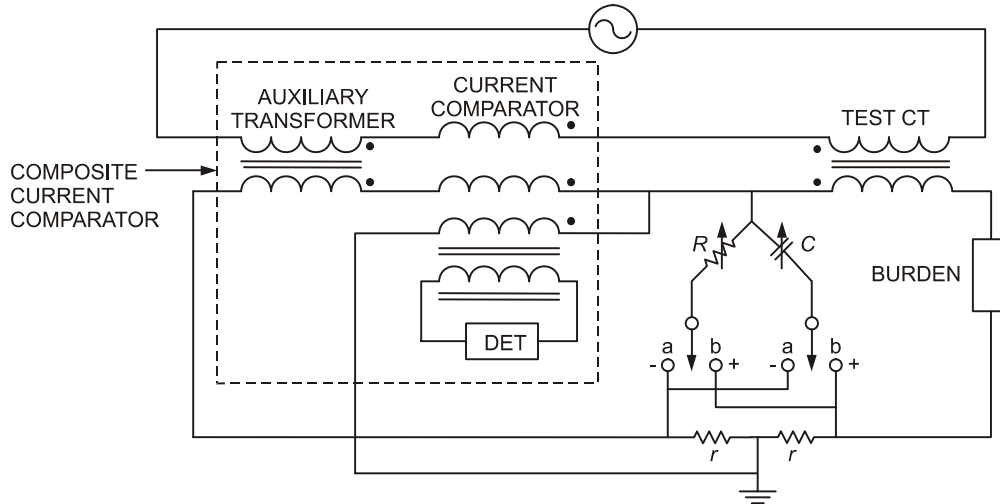 AUXILIARY
TRANSFORMER
CURRENT
COMPARATOR
TEST CT
COMPOSITE
CURRENT
COMPARATOR
R
C
BURDEN
DET
a b a b
- + - +
r r